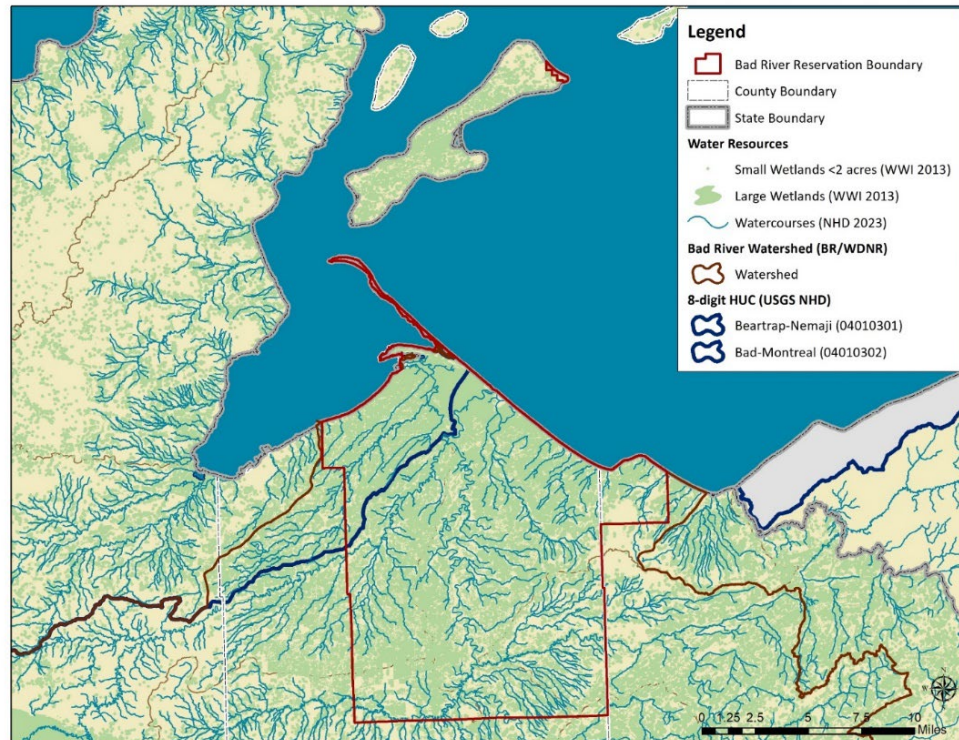 Legend
Bad River Reservation Boundary
County Boundary
State Boundary
Water Resources
Small Wetlands <2 acres (WWI 2013)
Large Wetlands (WWI 2013)
Watercourses (NHD 2023)
Bad River Watershed (BR/WDNR)
Watershed
8-digit HUC (USGS NHD)
Beartrap-Nemaji (04010301)
Bad-Montreal (04010302)
N
0 1.25 2.5 5 7.5 10
Miles